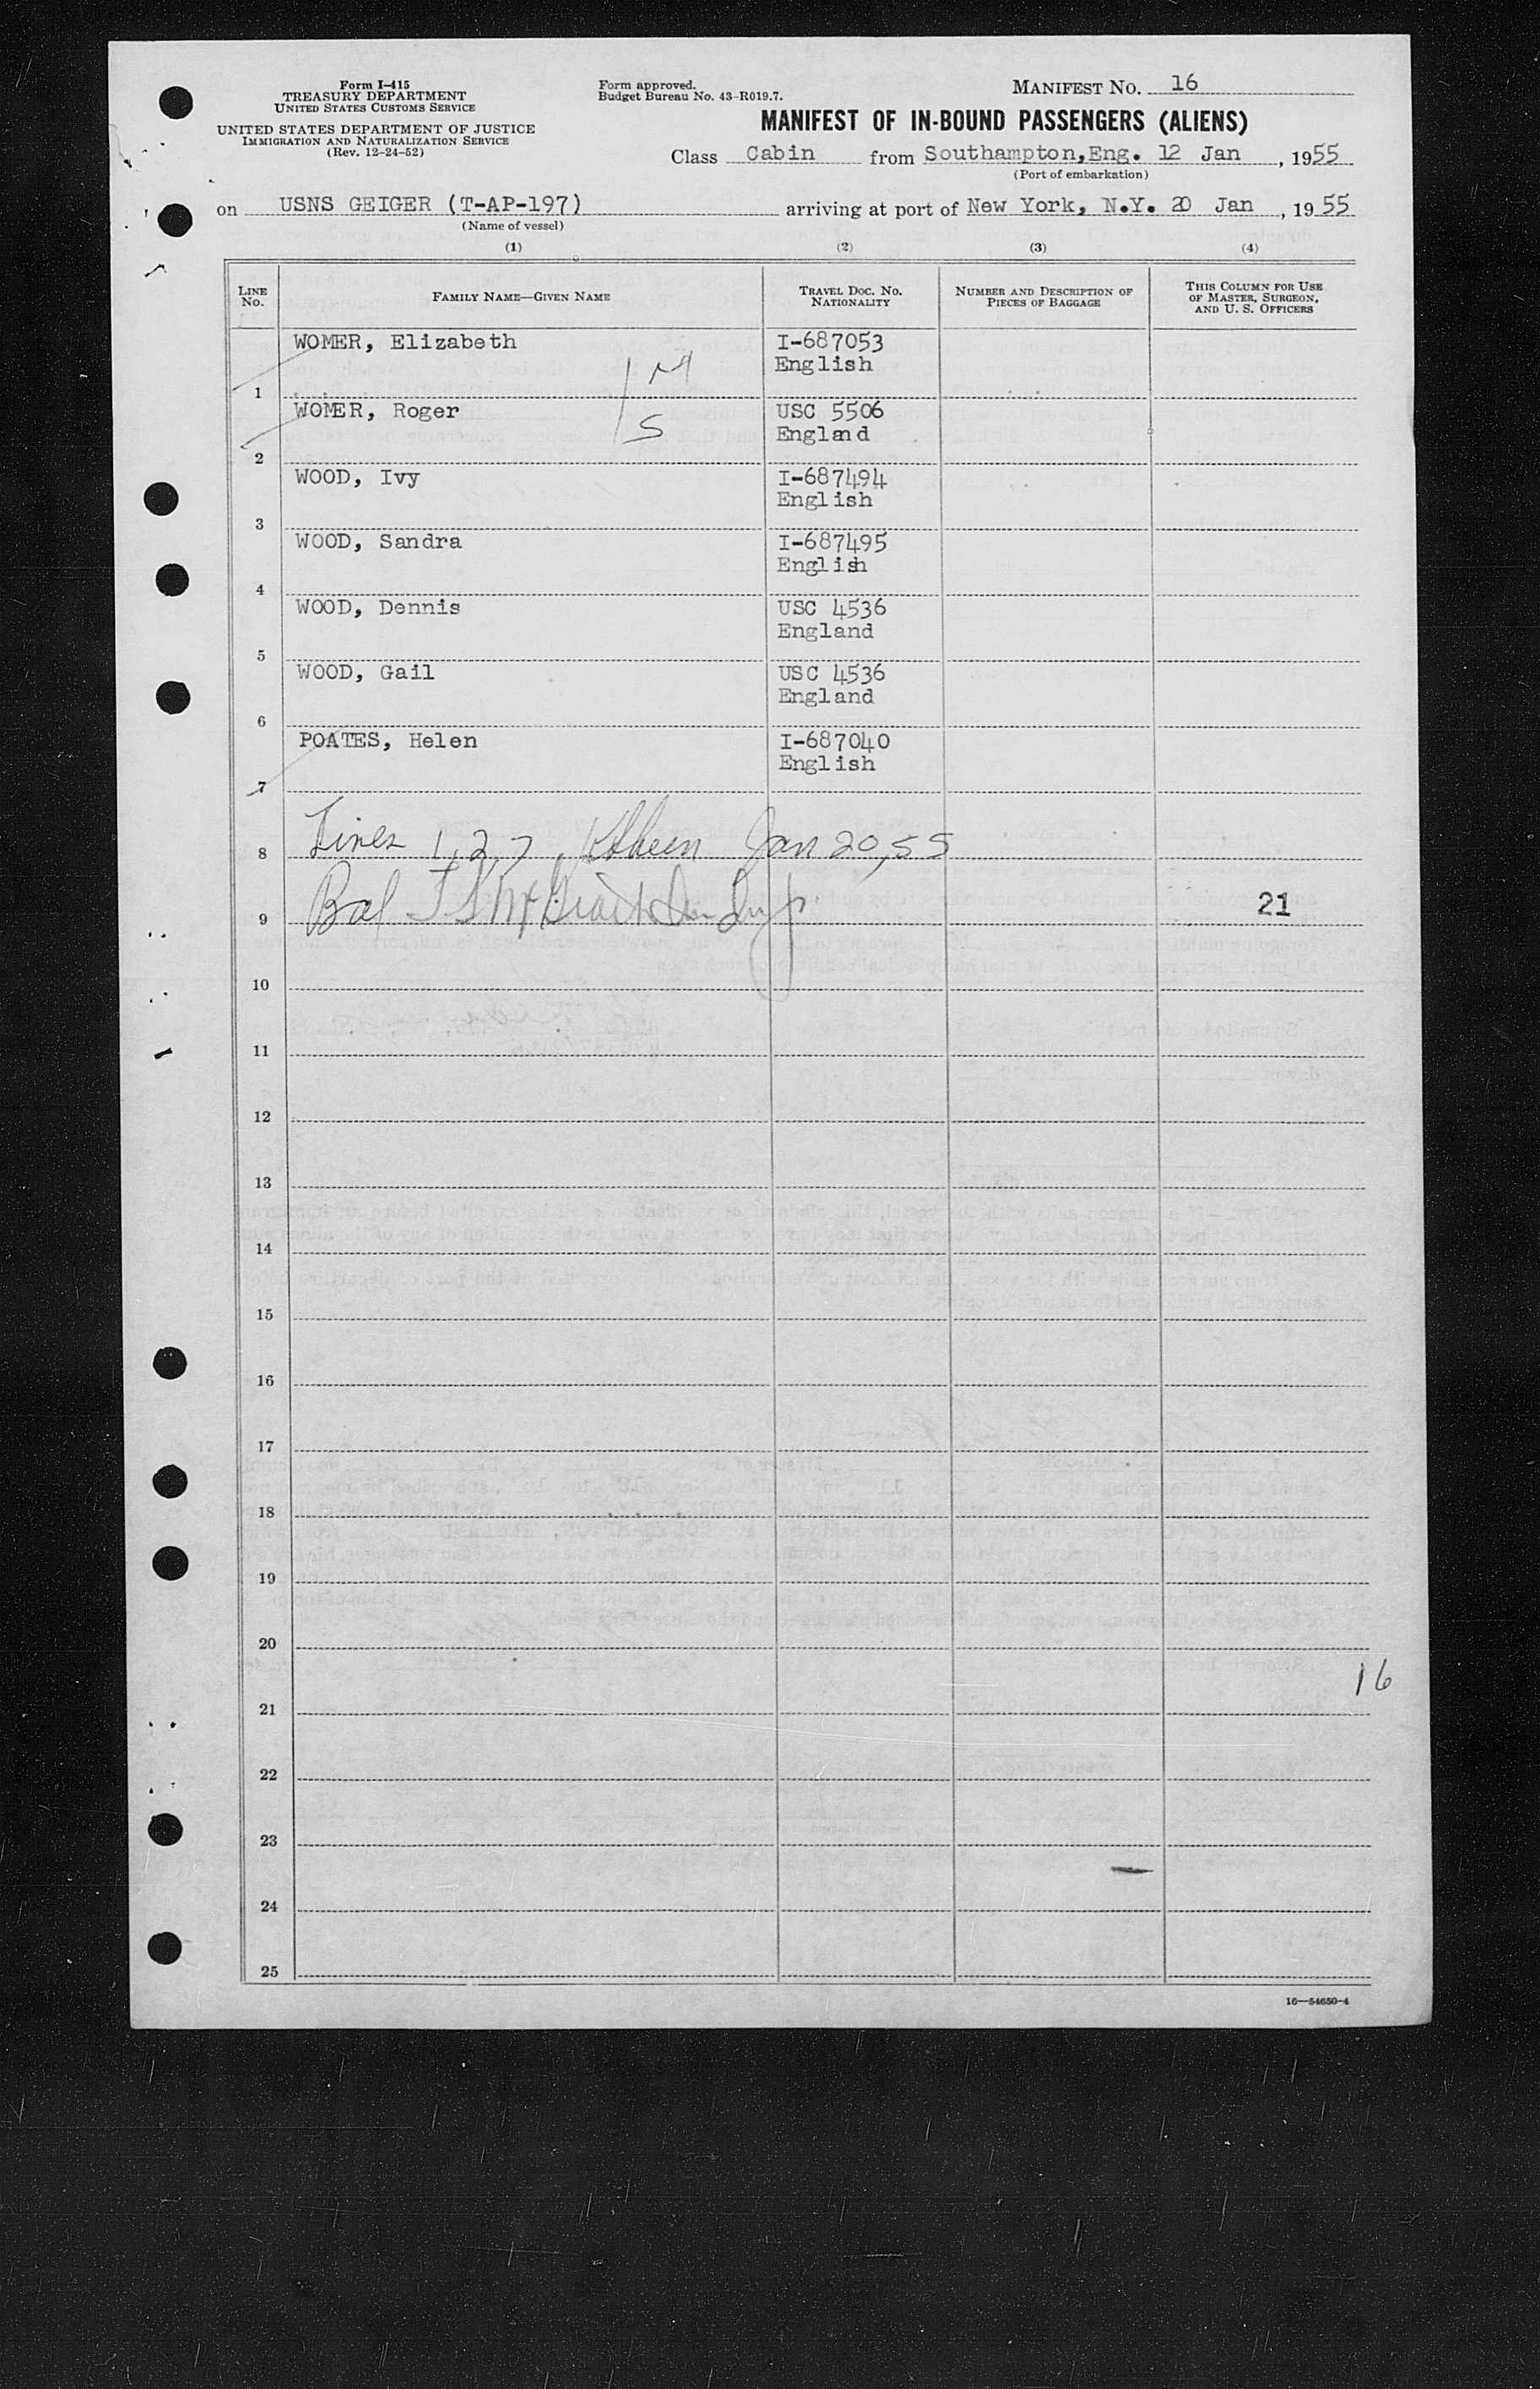 Form I-415
TREASURY DEPARTMENT
UNITED STATES CUSTOMS SERVICE
UNITED STATES DEPARTMENT OF JUSTICE
IMMIGRATION AND NATURALIZATION SERVICE
(Rev. 12-24-52)
Form approved.
Budget Bureau No. 43-R019.7.
MANIFEST NO. 16
MANIFEST OF IN-BOUND PASSENGERS (ALIENS)
Class Cabin from Southampton, Eng. 12 Jan, 1955
(Port of embarkation)
on USNS GEIGER (T-AP-197) arriving at port of New York, N.Y. 20 Jan, 1955
(Name of vessel)
(1) (2) (3) (4)
LINE NO. FAMILY NAME—GIVEN NAME TRAVEL DOC. NO. NATIONALITY NUMBER AND DESCRIPTION OF PIECES OF BAGGAGE THIS COLUMN FOR USE OF MASTER, SURGEON, AND U. S. OFFICERS
WOMER, Elizabeth I-687053
English
M
1
WOMER, Roger USC 5506
England
S
2
WOOD, Ivy I-687494
English
3
WOOD, Sandra I-687495
English
4
WOOD, Dennis USC 4536
England
5
WOOD, Gail USC 4536
England
6
POATES, Helen I-687040
English
7
8 Lines 1, 2, 7 Jan 20, 55
9 Bal 21
10
11
12
13
14
15
16
17
18
19
20
16
21
22
23
24
25
16—54650-4